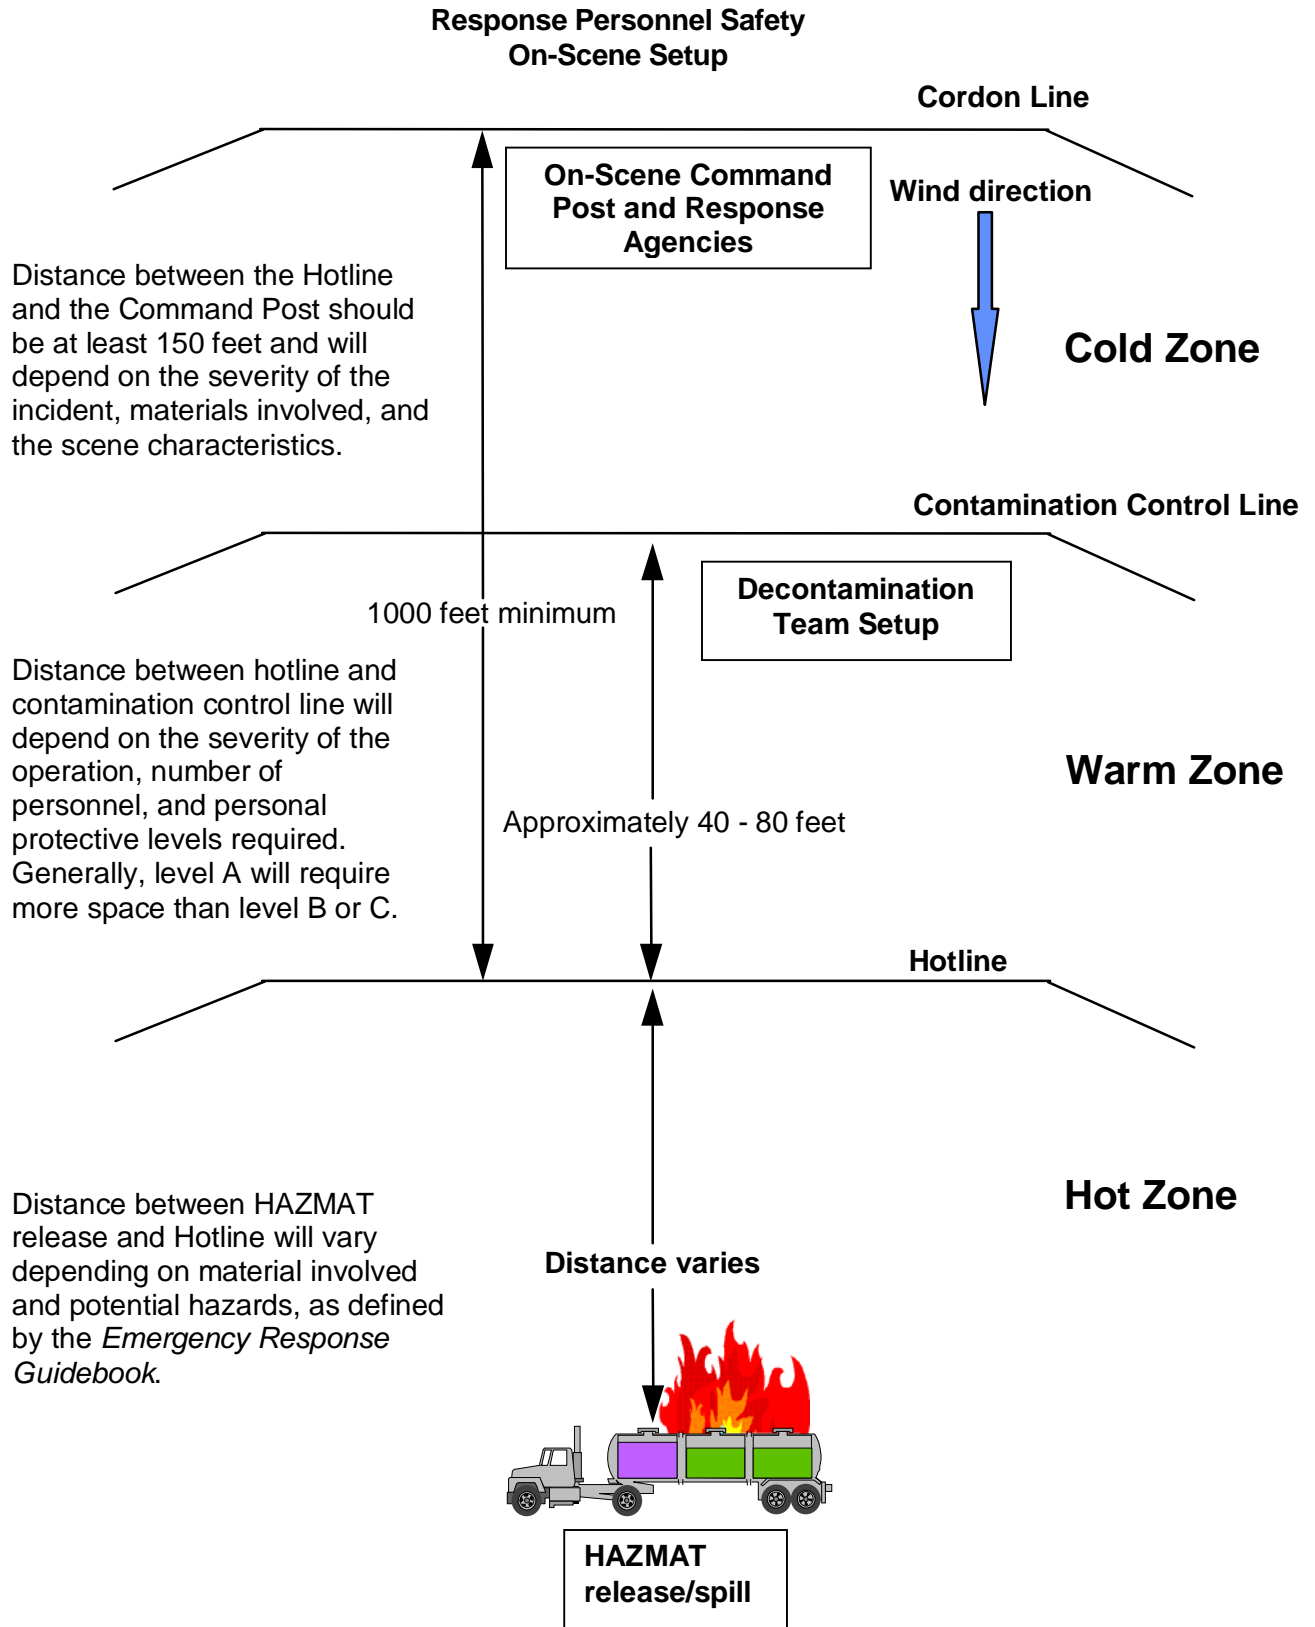 Response Personnel Safety
On-Scene Setup
Cordon Line
On-Scene Command
Post and Response
Agencies
Wind direction
Distance between the Hotline
and the Command Post should
be at least 150 feet and will
depend on the severity of the
incident, materials involved, and
the scene characteristics.
Cold Zone
Contamination Control Line
Decontamination
Team Setup
1000 feet minimum
Distance between hotline and
contamination control line will
depend on the severity of the
operation, number of
personnel, and personal
protective levels required.
Generally, level A will require
more space than level B or C.
Warm Zone
Approximately 40 - 80 feet
Hotline
Hot Zone
Distance between HAZMAT
release and Hotline will vary
depending on material involved
and potential hazards, as defined
by the Emergency Response
Guidebook.
Distance varies
HAZMAT
release/spill